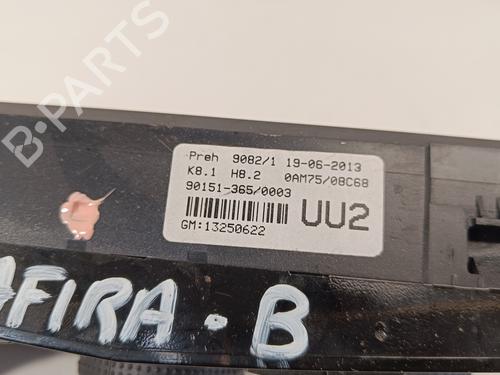 Preh 9082/1 19-06-2013
K8.1 H8.2 0AM75/08C68
90151-365/0003
UU2
GM:13250622
AFIRA-B
B-PARTS